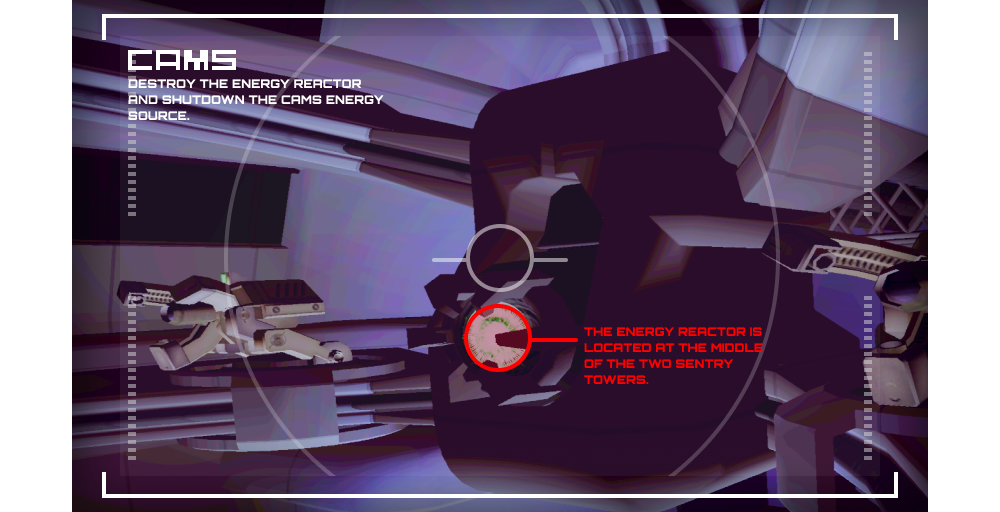 CAMS
DESTROY THE ENERGY REACTOR
AND SHUTDOWN THE CAMS ENERGY
SOURCE.
THE ENERGY REACTOR IS
LOCATED AT THE MIDDLE
OF THE TWO SENTRY
TOWERS.